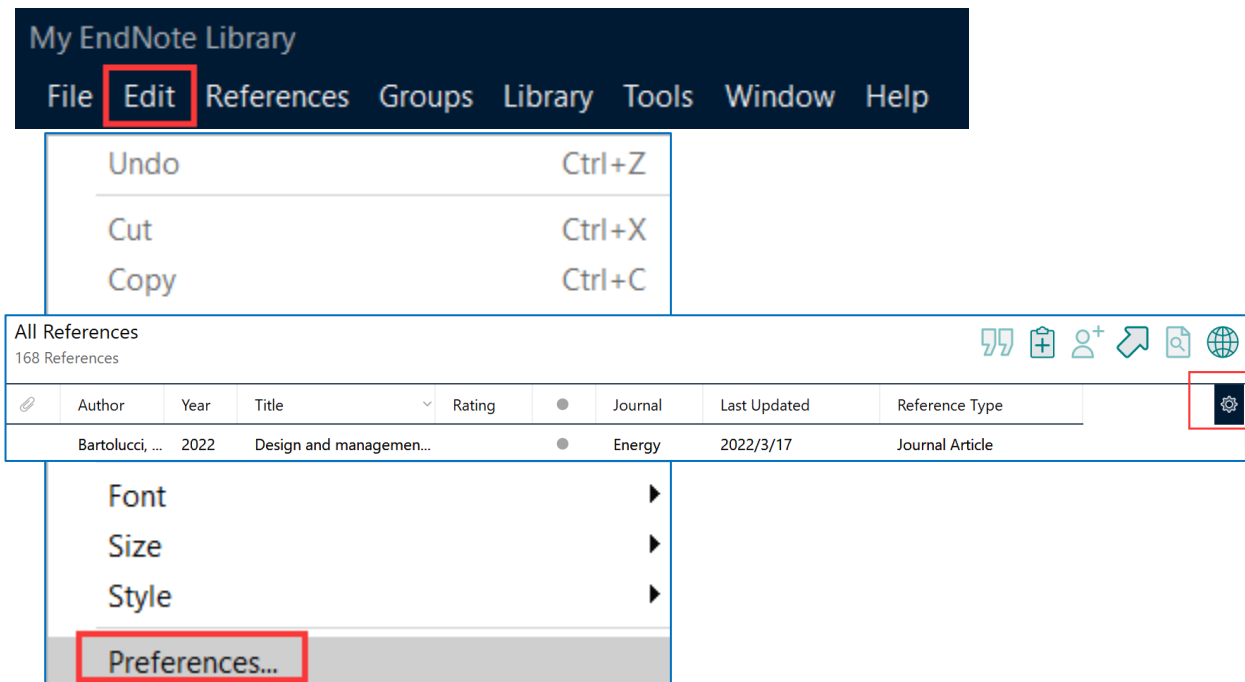 My EndNote Library
File Edit References Groups Library Tools Window Help
Undo Ctrl+Z
Cut Ctrl+X
Copy Ctrl+C
All References
168 References
Author Year Title Rating Journal Last Updated Reference Type
Bartolucci, ... 2022 Design and managemen... Energy 2022/3/17 Journal Article
Font
Size
Style
Preferences...